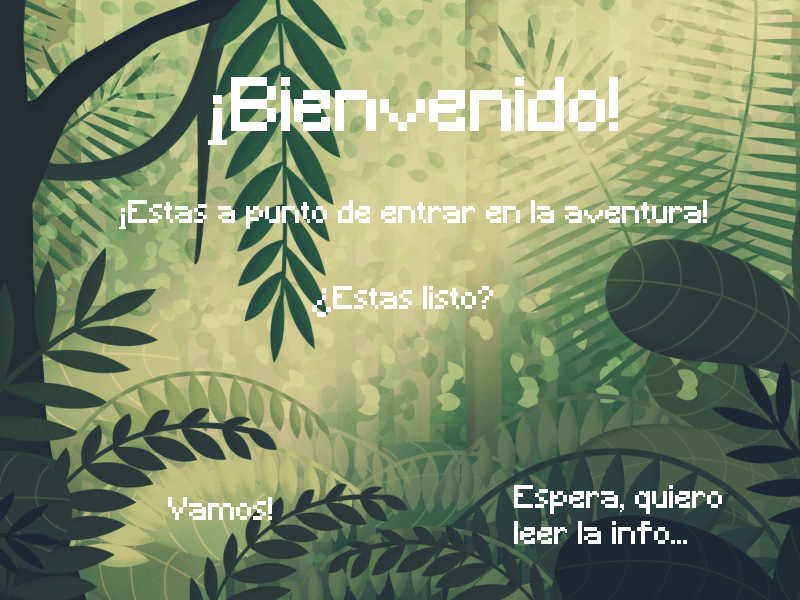 ¡Bienvenido!
¡Estas a punto de entrar en la aventura!
¿Estas listo?
Vamos!
Espera, quiero
leer la info...